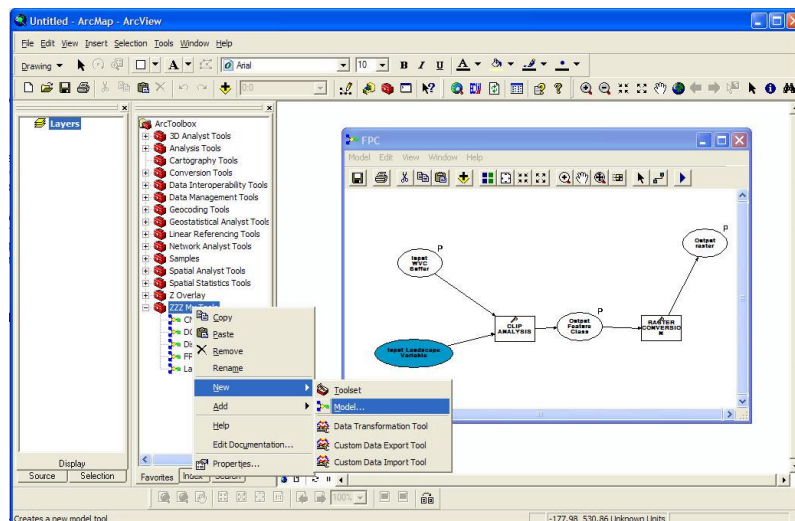 Untitled - ArcMap - ArcView
File Edit View Insert Selection Tools Window Help
Drawing Arial 10 B I U A
0:0
Layers
ArcToolbox
3D Analyst Tools
Analysis Tools
Cartography Tools
Conversion Tools
Data Interoperability Tools
Data Management Tools
Geocoding Tools
Geostatistical Analyst Tools
Linear Referencing Tools
Network Analyst Tools
Samples
Spatial Analyst Tools
Spatial Statistics Tools
Z Overlay
ZZZ My Tools
Copy
Paste
Remove
Rename
New
Add
Help
Edit Documentation...
Properties...
Toolset
Model...
Data Transformation Tool
Custom Data Export Tool
Custom Data Import Tool
FPC
Model Edit View Window Help
P
Input WVC Buffer
Input Landscape Variable
CLIP ANALYSIS
P
Output Feature Class
RASTER CONVERSION
P
Output raster
Display
Source Selection
Favorites Index Search
100%
Creates a new model tool
-177.98 530.86 Unknown Units